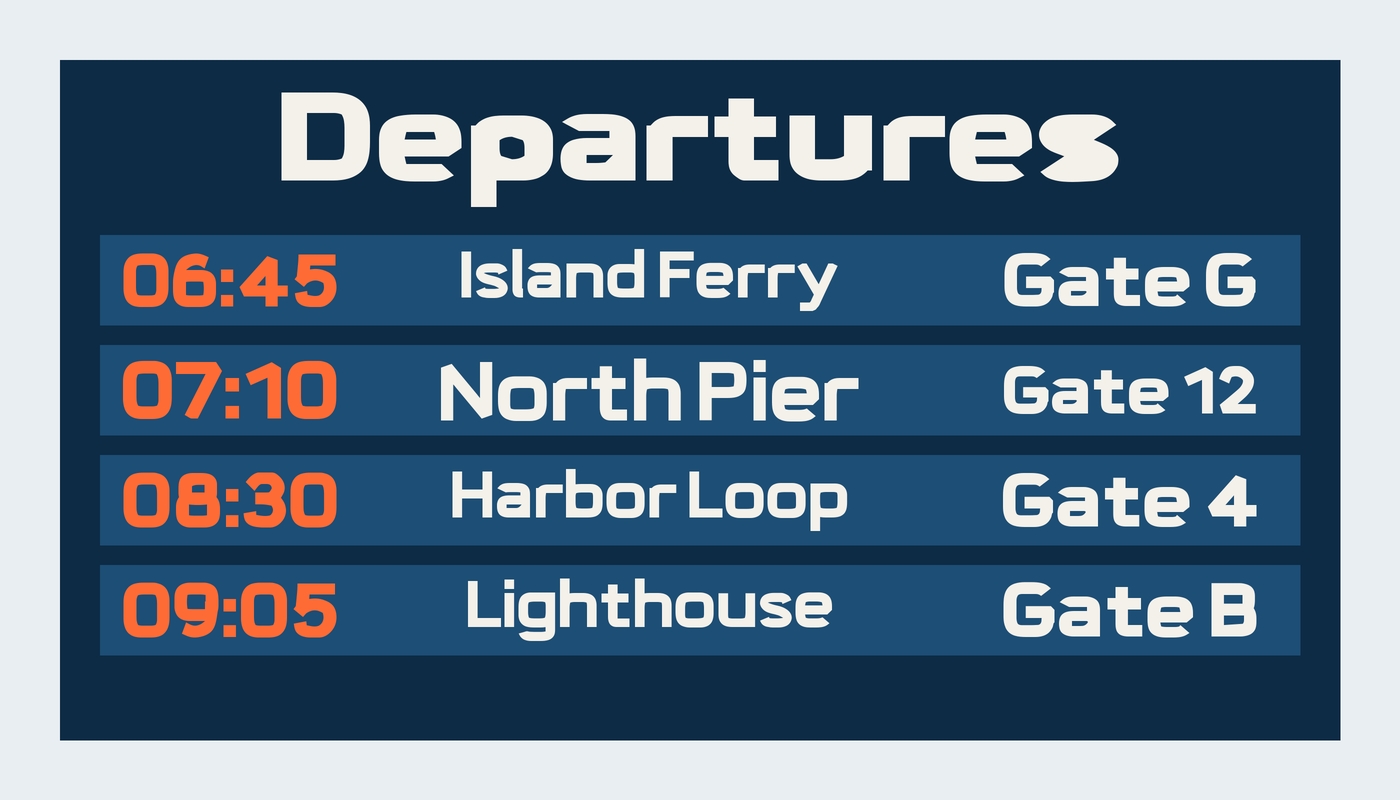 Departures
06:45 Island Ferry Gate G
07:10 North Pier Gate 12
08:30 Harbor Loop Gate 4
09:05 Lighthouse Gate B